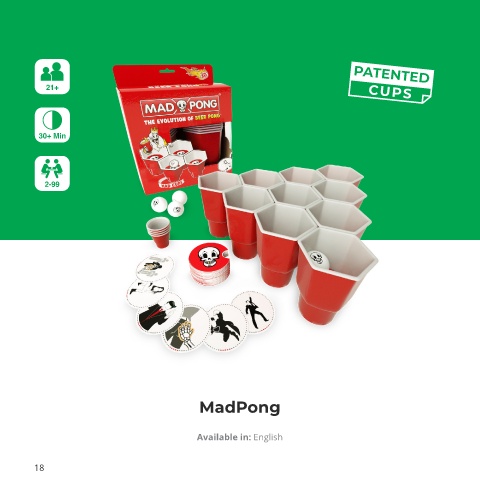 21+
30+ Min
2-99
PATENTED
CUPS
MAD PONG
THE EVOLUTION OF BEER PONG
MadPong
Available in: English
18